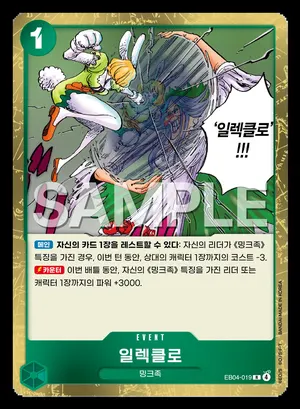 1
'일렉클로'
!!!
SAMPLE
메인 자신의 카드 1장을 레스트할 수 있다: 자신의 리더가 《밍크족》
특징을 가진 경우, 이번 턴 동안, 상대의 캐릭터 1장까지의 코스트 -3.
카운터 이번 배틀 동안, 자신의 《밍크족》 특징을 가진 리더 또는
캐릭터 1장까지의 파워 +3000.
EVENT
일렉클로
밍크족
EB04-019 R